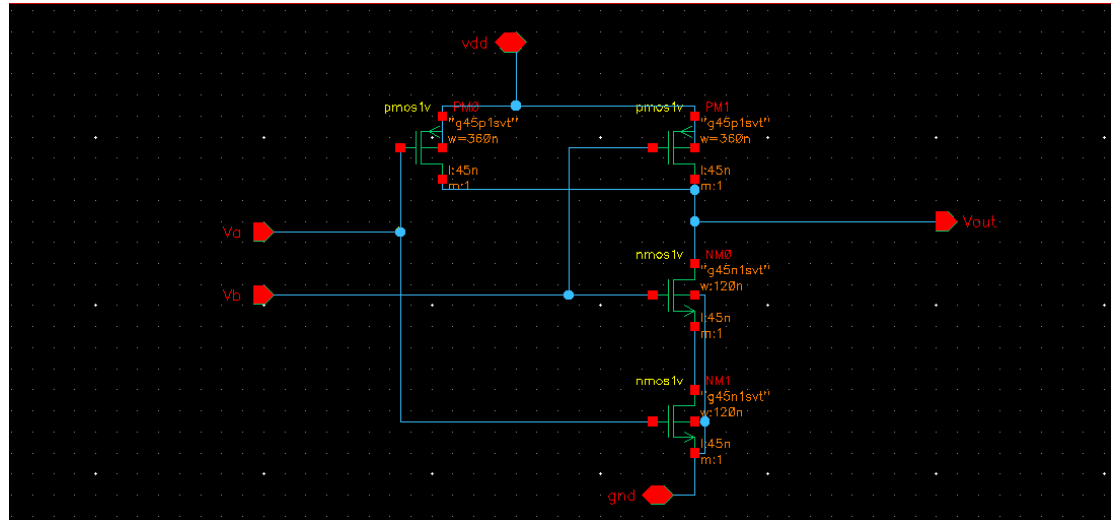 vdd
pmos1v PM0
"g45p1svt"
w=360n
l:45n
m:1
pmos1v PM1
"g45p1svt"
w=360n
l:45n
m:1
Va
Vout
nmos1v NM0
"g45n1svt"
w:120n
l:45n
m:1
Vb
nmos1v NM1
"g45n1svt"
w:120n
l:45n
m:1
gnd